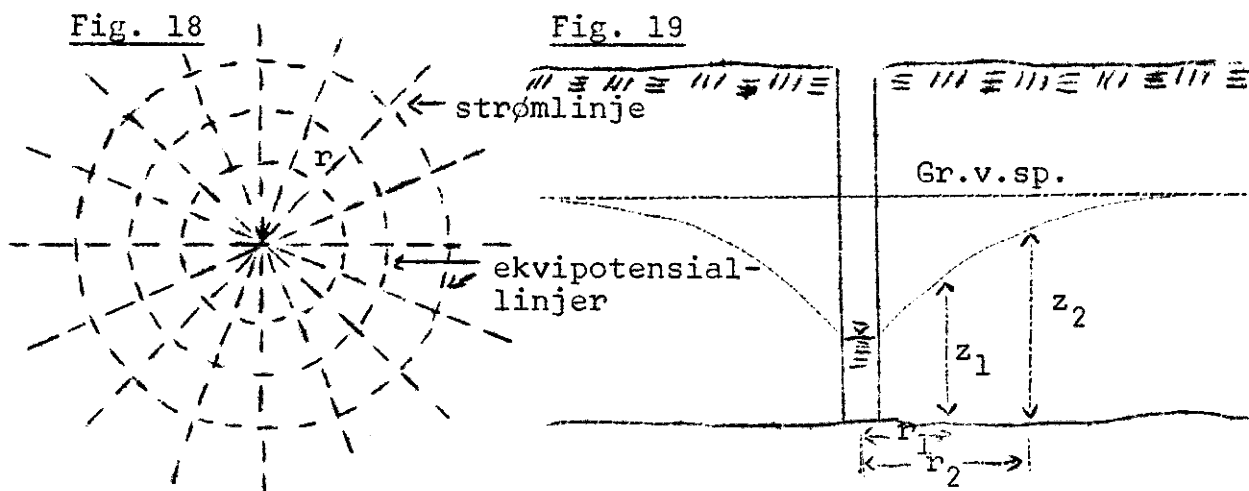 Fig. 18
strømlinje
r
ekvipotensial-
linjer
Fig. 19
Gr.v.sp.
z1
z2
r1
r2